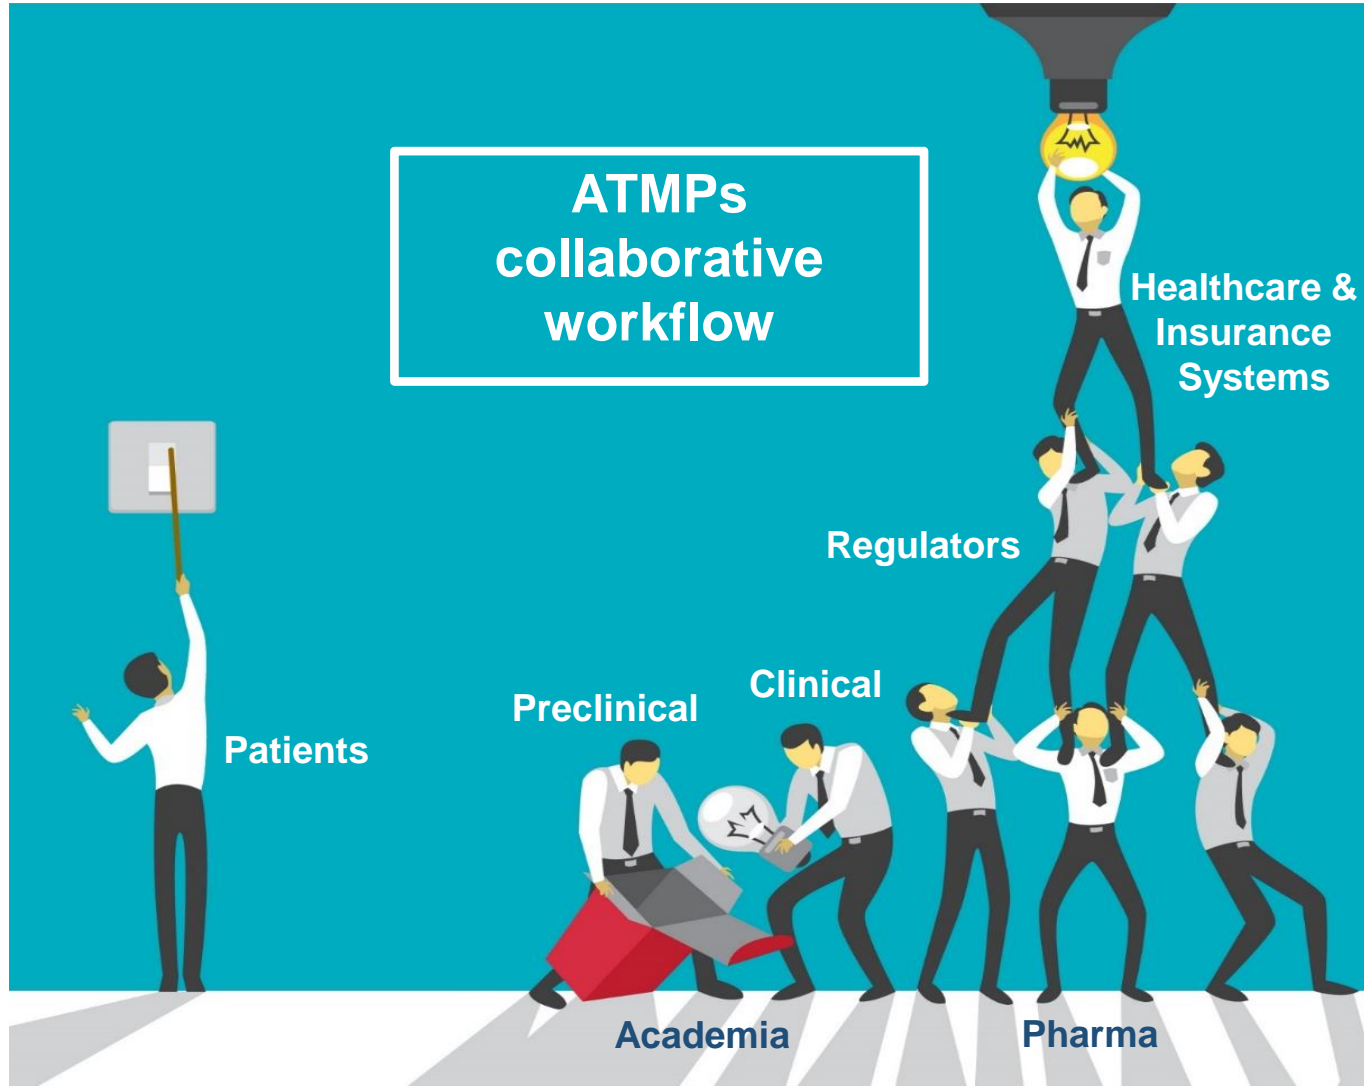 ATMPs
collaborative
workflow
Healthcare &
Insurance
Systems
Regulators
Clinical
Preclinical
Patients
Academia
Pharma